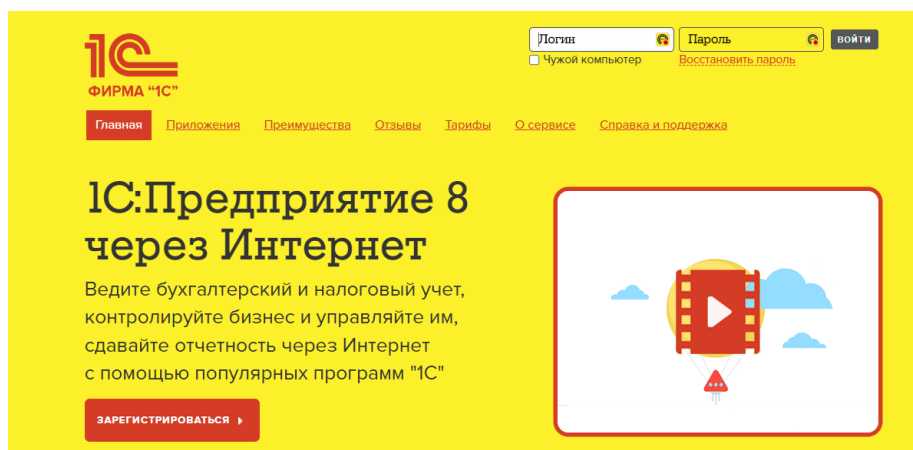 1С
ФИРМА "1С"
Логин
Пароль
ВОЙТИ
Чужой компьютер
Восстановить пароль
Главная
Приложения
Преимущества
Отзывы
Тарифы
О сервисе
Справка и поддержка
1С:Предприятие 8
через Интернет
Ведите бухгалтерский и налоговый учет,
контролируйте бизнес и управляйте им,
сдавайте отчетность через Интернет
с помощью популярных программ "1С"
ЗАРЕГИСТРИРОВАТЬСЯ